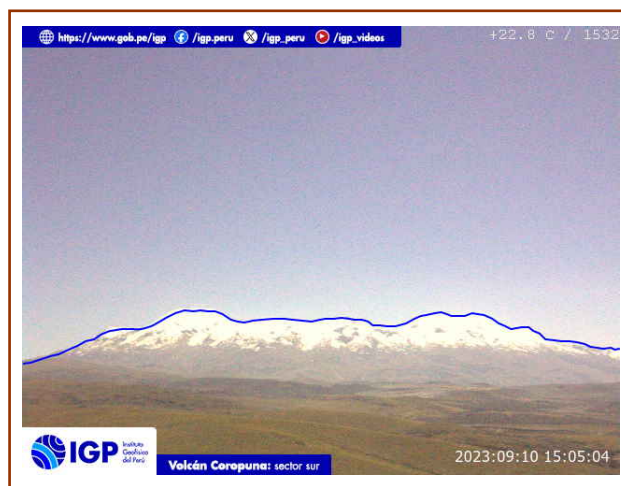 https://www.gob.pe/igp /igp.peru /igp_peru /igp_videos
+22.8 C / 1532
IGP Instituto
Geofísico
del Perú
Volcán Coropuna: sector sur
2023:09:10 15:05:04